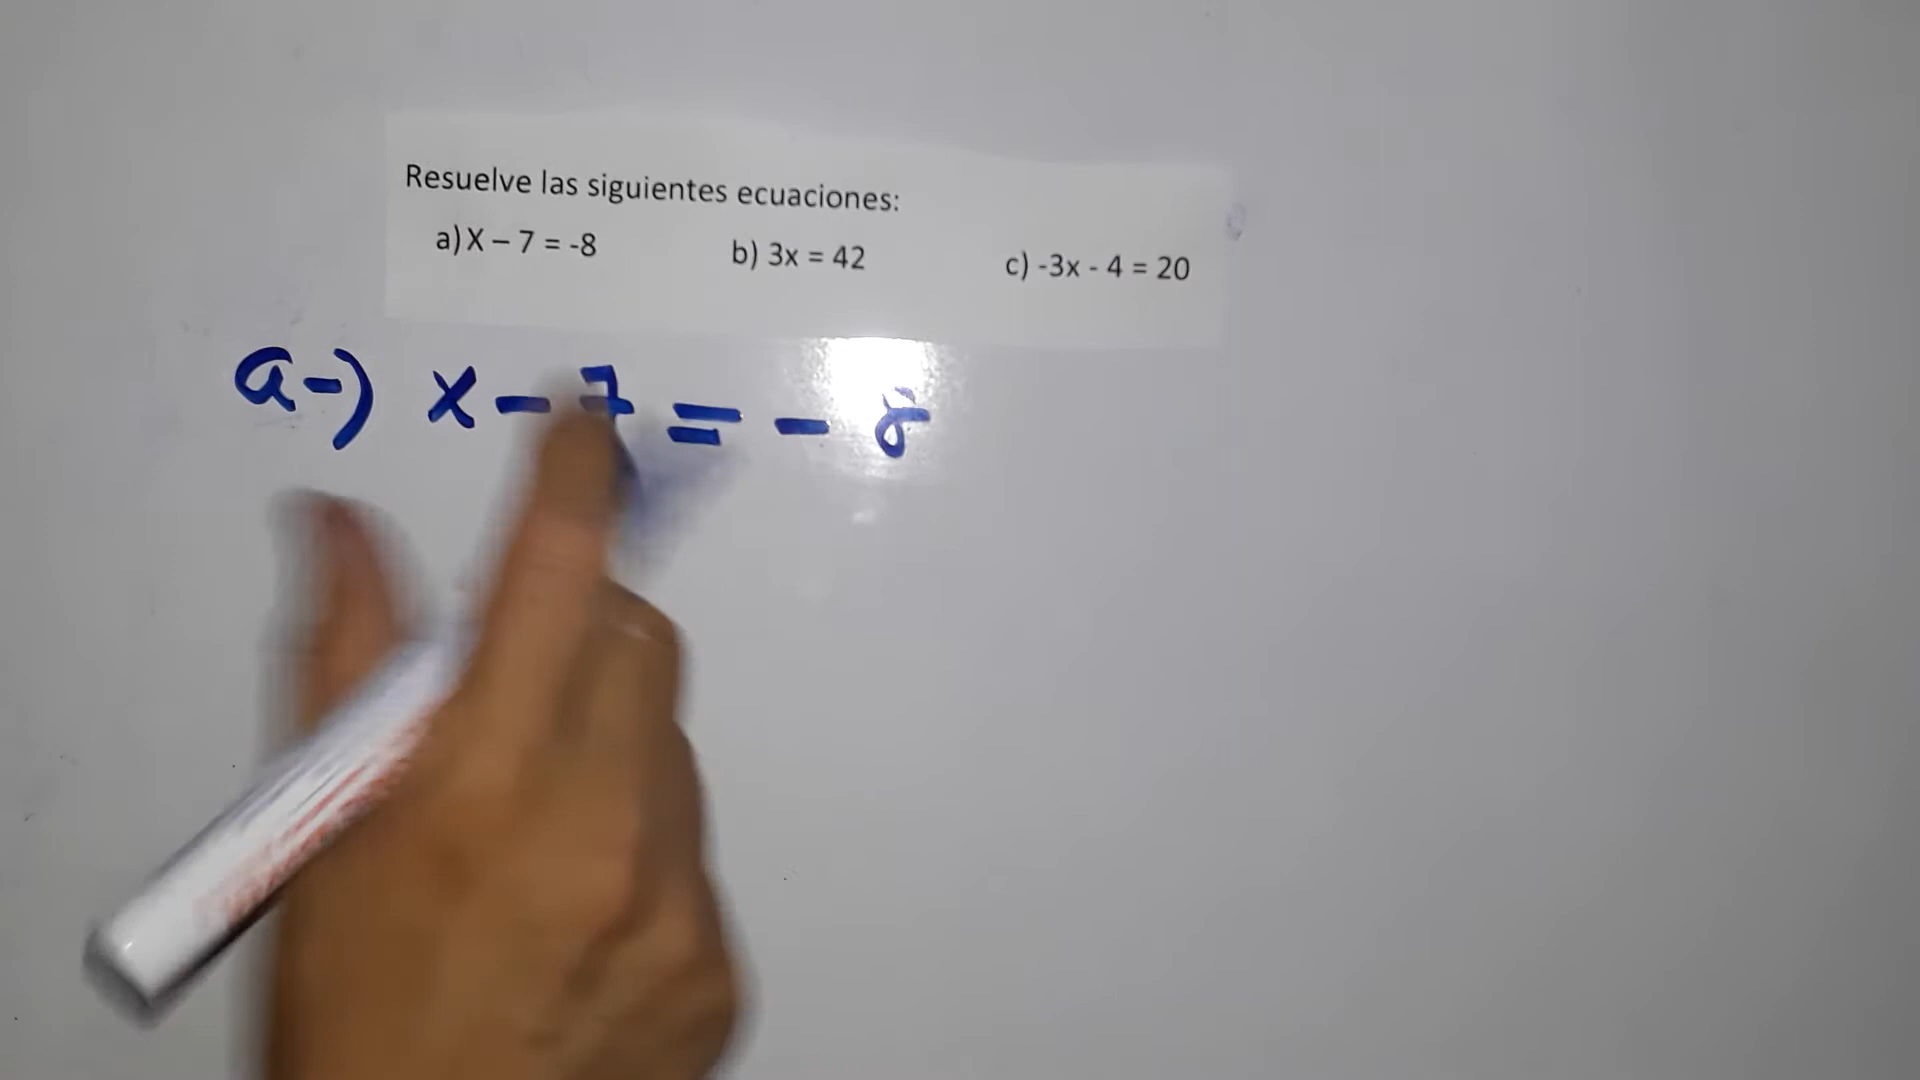 Resuelve las siguientes ecuaciones:
a) X – 7 = -8 b) 3x = 42 c) -3x - 4 = 20
a-) x - 7 = - 8